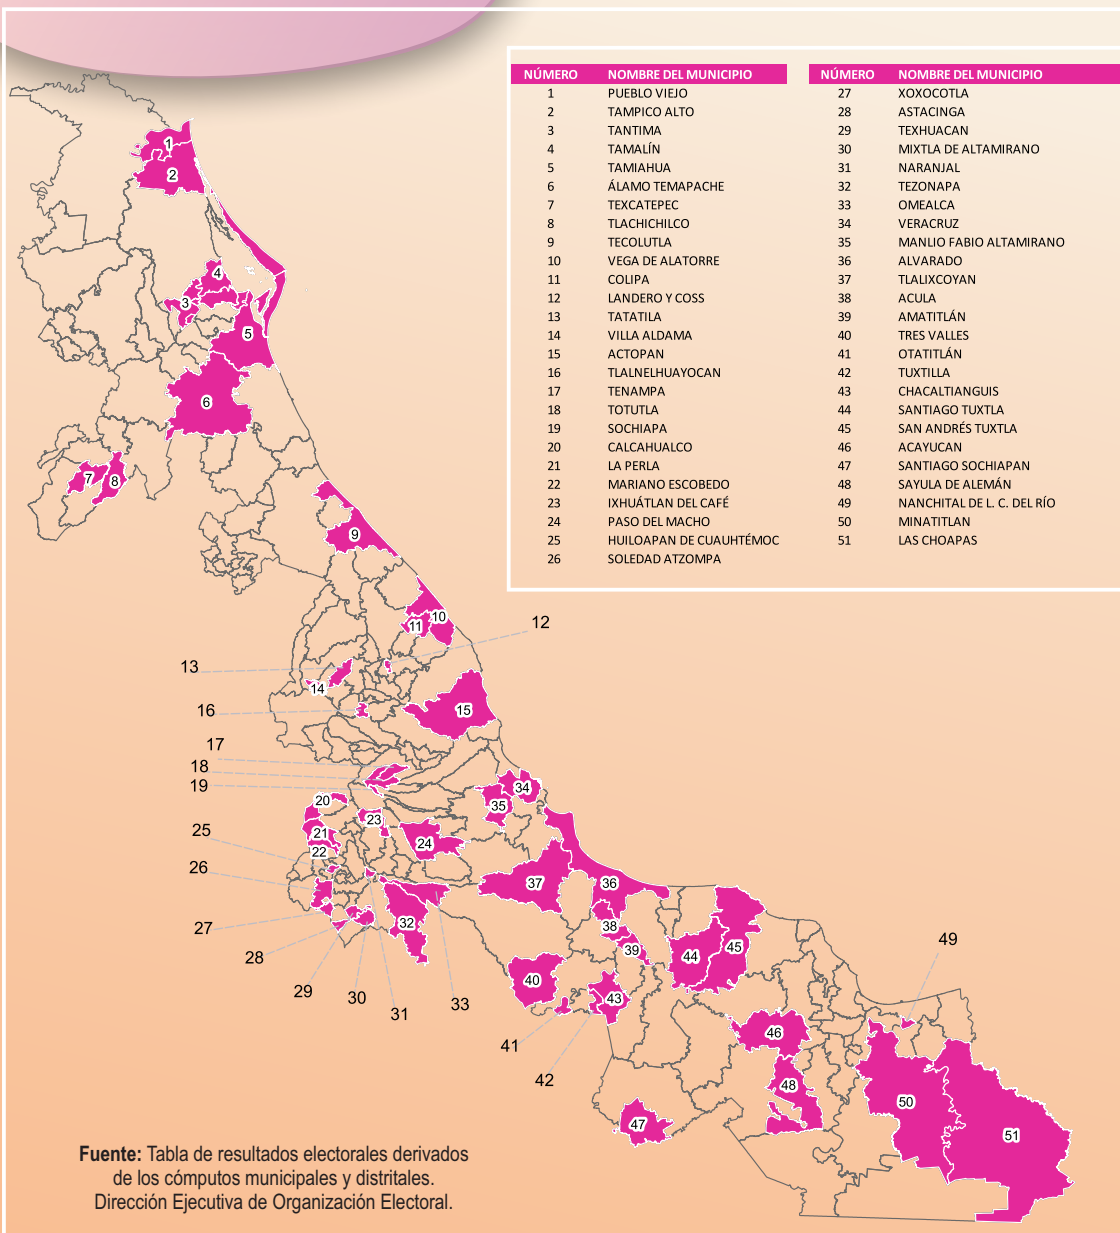 NÚMERO NOMBRE DEL MUNICIPIO
1 PUEBLO VIEJO
2 TAMPICO ALTO
3 TANTIMA
4 TAMALÍN
5 TAMIAHUA
6 ÁLAMO TEMAPACHE
7 TEXCATEPEC
8 TLACHICHILCO
9 TECOLUTLA
10 VEGA DE ALATORRE
11 COLIPA
12 LANDERO Y COSS
13 TATATILA
14 VILLA ALDAMA
15 ACTOPAN
16 TLALNELHUAYOCAN
17 TENAMPA
18 TOTUTLA
19 SOCHIAPA
20 CALCAHUALCO
21 LA PERLA
22 MARIANO ESCOBEDO
23 IXHUÁTLAN DEL CAFÉ
24 PASO DEL MACHO
25 HUILOAPAN DE CUAUHTÉMOC
26 SOLEDAD ATZOMPA
NÚMERO NOMBRE DEL MUNICIPIO
27 XOXOCOTLA
28 ASTACINGA
29 TEXHUACAN
30 MIXTLA DE ALTAMIRANO
31 NARANJAL
32 TEZONAPA
33 OMEALCA
34 VERACRUZ
35 MANLIO FABIO ALTAMIRANO
36 ALVARADO
37 TLALIXCOYAN
38 ACULA
39 AMATITLÁN
40 TRES VALLES
41 OTATITLÁN
42 TUXTILLA
43 CHACALTIANGUIS
44 SANTIAGO TUXTLA
45 SAN ANDRÉS TUXTLA
46 ACAYUCAN
47 SANTIAGO SOCHIAPAN
48 SAYULA DE ALEMÁN
49 NANCHITAL DE L. C. DEL RÍO
50 MINATITLAN
51 LAS CHOAPAS
1
2
4
3
5
6
7
8
9
10
11
12
13
14
16
15
17
18
19
34
20
35
23
25
21
24
22
26
37
36
32
38
27
45
49
39
44
28
40
29
30
43
33
31
46
41
42
48
50
47
51
Fuente: Tabla de resultados electorales derivados
de los cómputos municipales y distritales.
Dirección Ejecutiva de Organización Electoral.